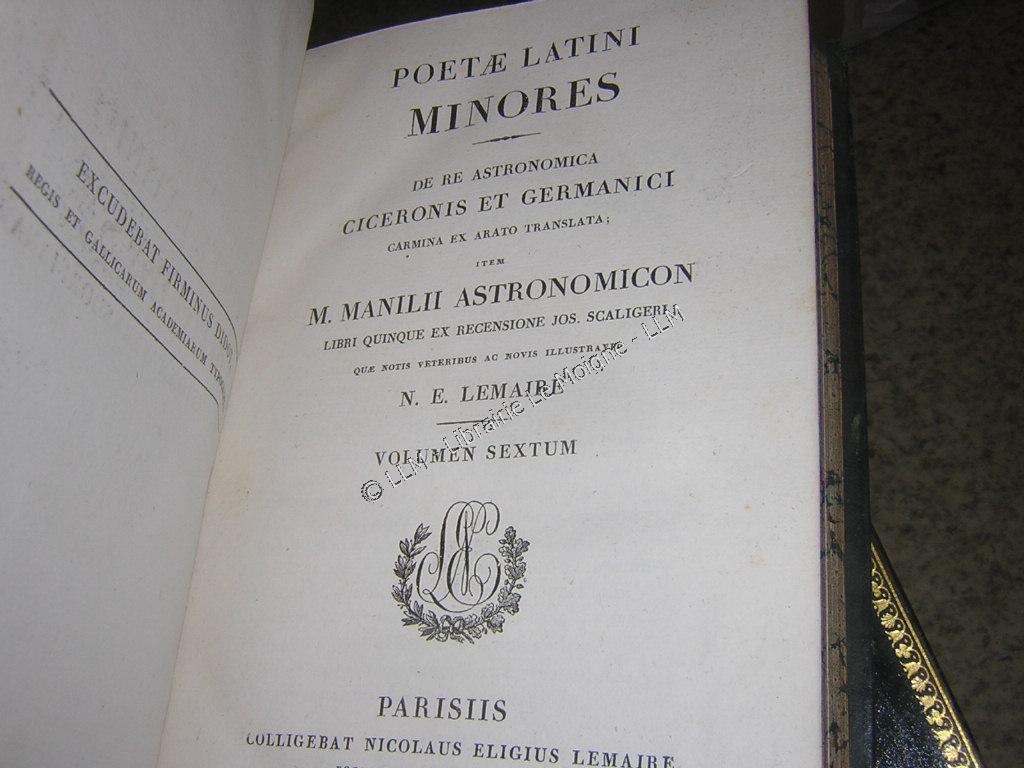 EXCUDEBAT FIRMINUS DIDOT
REGIS ET GALLICARUM ACADEMIARUM
POETÆ LATINI
MINORES
DE RE ASTRONOMICA
CICERONIS ET GERMANICI
CARMINA EX ARATO TRANSLATA;
ITEM
M. MANILII ASTRONOMICON
LIBRI QUINQUE EX RECENSIONE JOS. SCALIGERI,
QUÆ NOTIS VETERIBUS AC NOVIS ILLUSTRAVIT
N. E. LEMAIRE
VOLUMEN SEXTUM
© LLM - Librairie Le Moigne - LLM
PARISIIS
COLLIGEBAT NICOLAUS ELIGIUS LEMAIRE